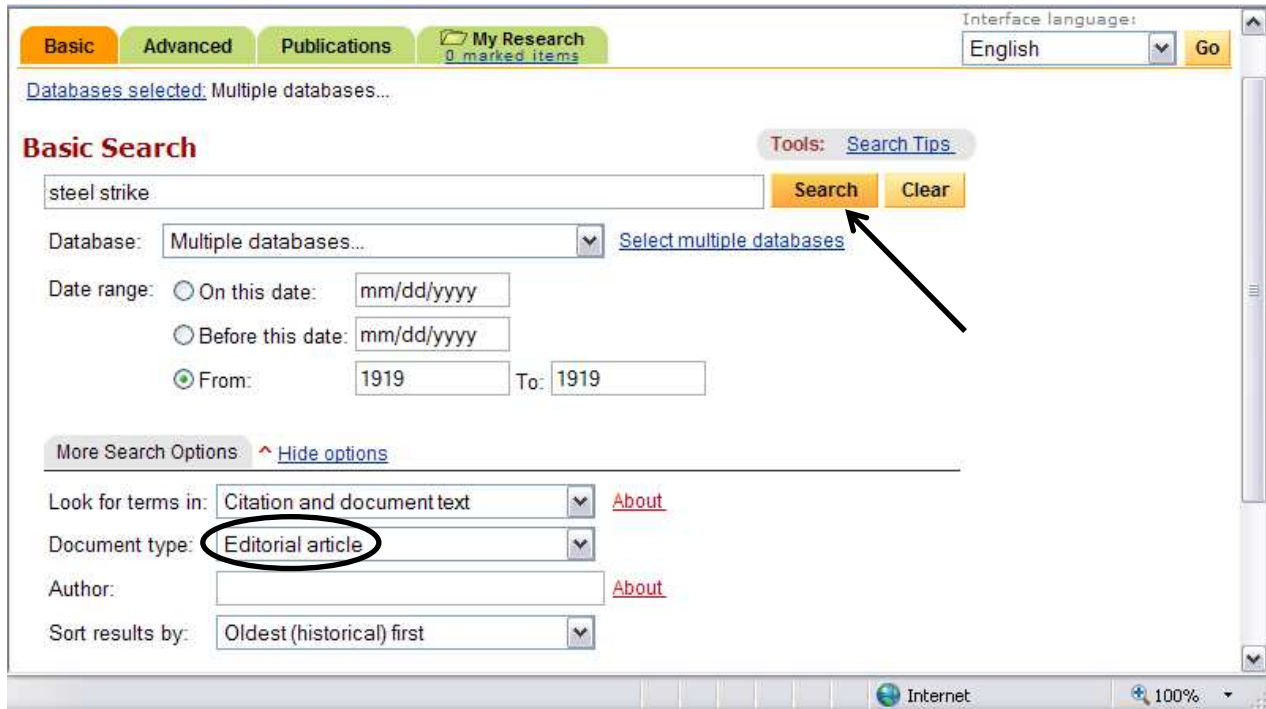 Interface language:
Basic Advanced Publications My Research
0 marked items
English Go
Databases selected: Multiple databases...
Basic Search
Tools: Search Tips
steel strike Search Clear
Database: Multiple databases... Select multiple databases
Date range: On this date: mm/dd/yyyy
Before this date: mm/dd/yyyy
From: 1919 To: 1919
More Search Options ^ Hide options
Look for terms in: Citation and document text About
Document type: Editorial article
Author: About
Sort results by: Oldest (historical) first
Internet 100%